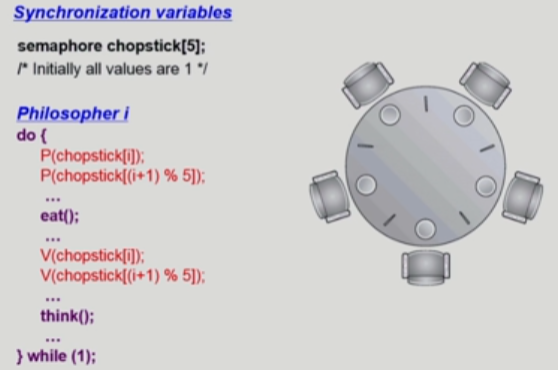 Synchronization variables
semaphore chopstick[5];
/* Initially all values are 1 */
Philosopher i
do {
P(chopstick[i]);
P(chopstick[(i+1) % 5]);
...
eat();
...
V(chopstick[i]);
V(chopstick[(i+1) % 5]);
...
think();
...
} while (1);